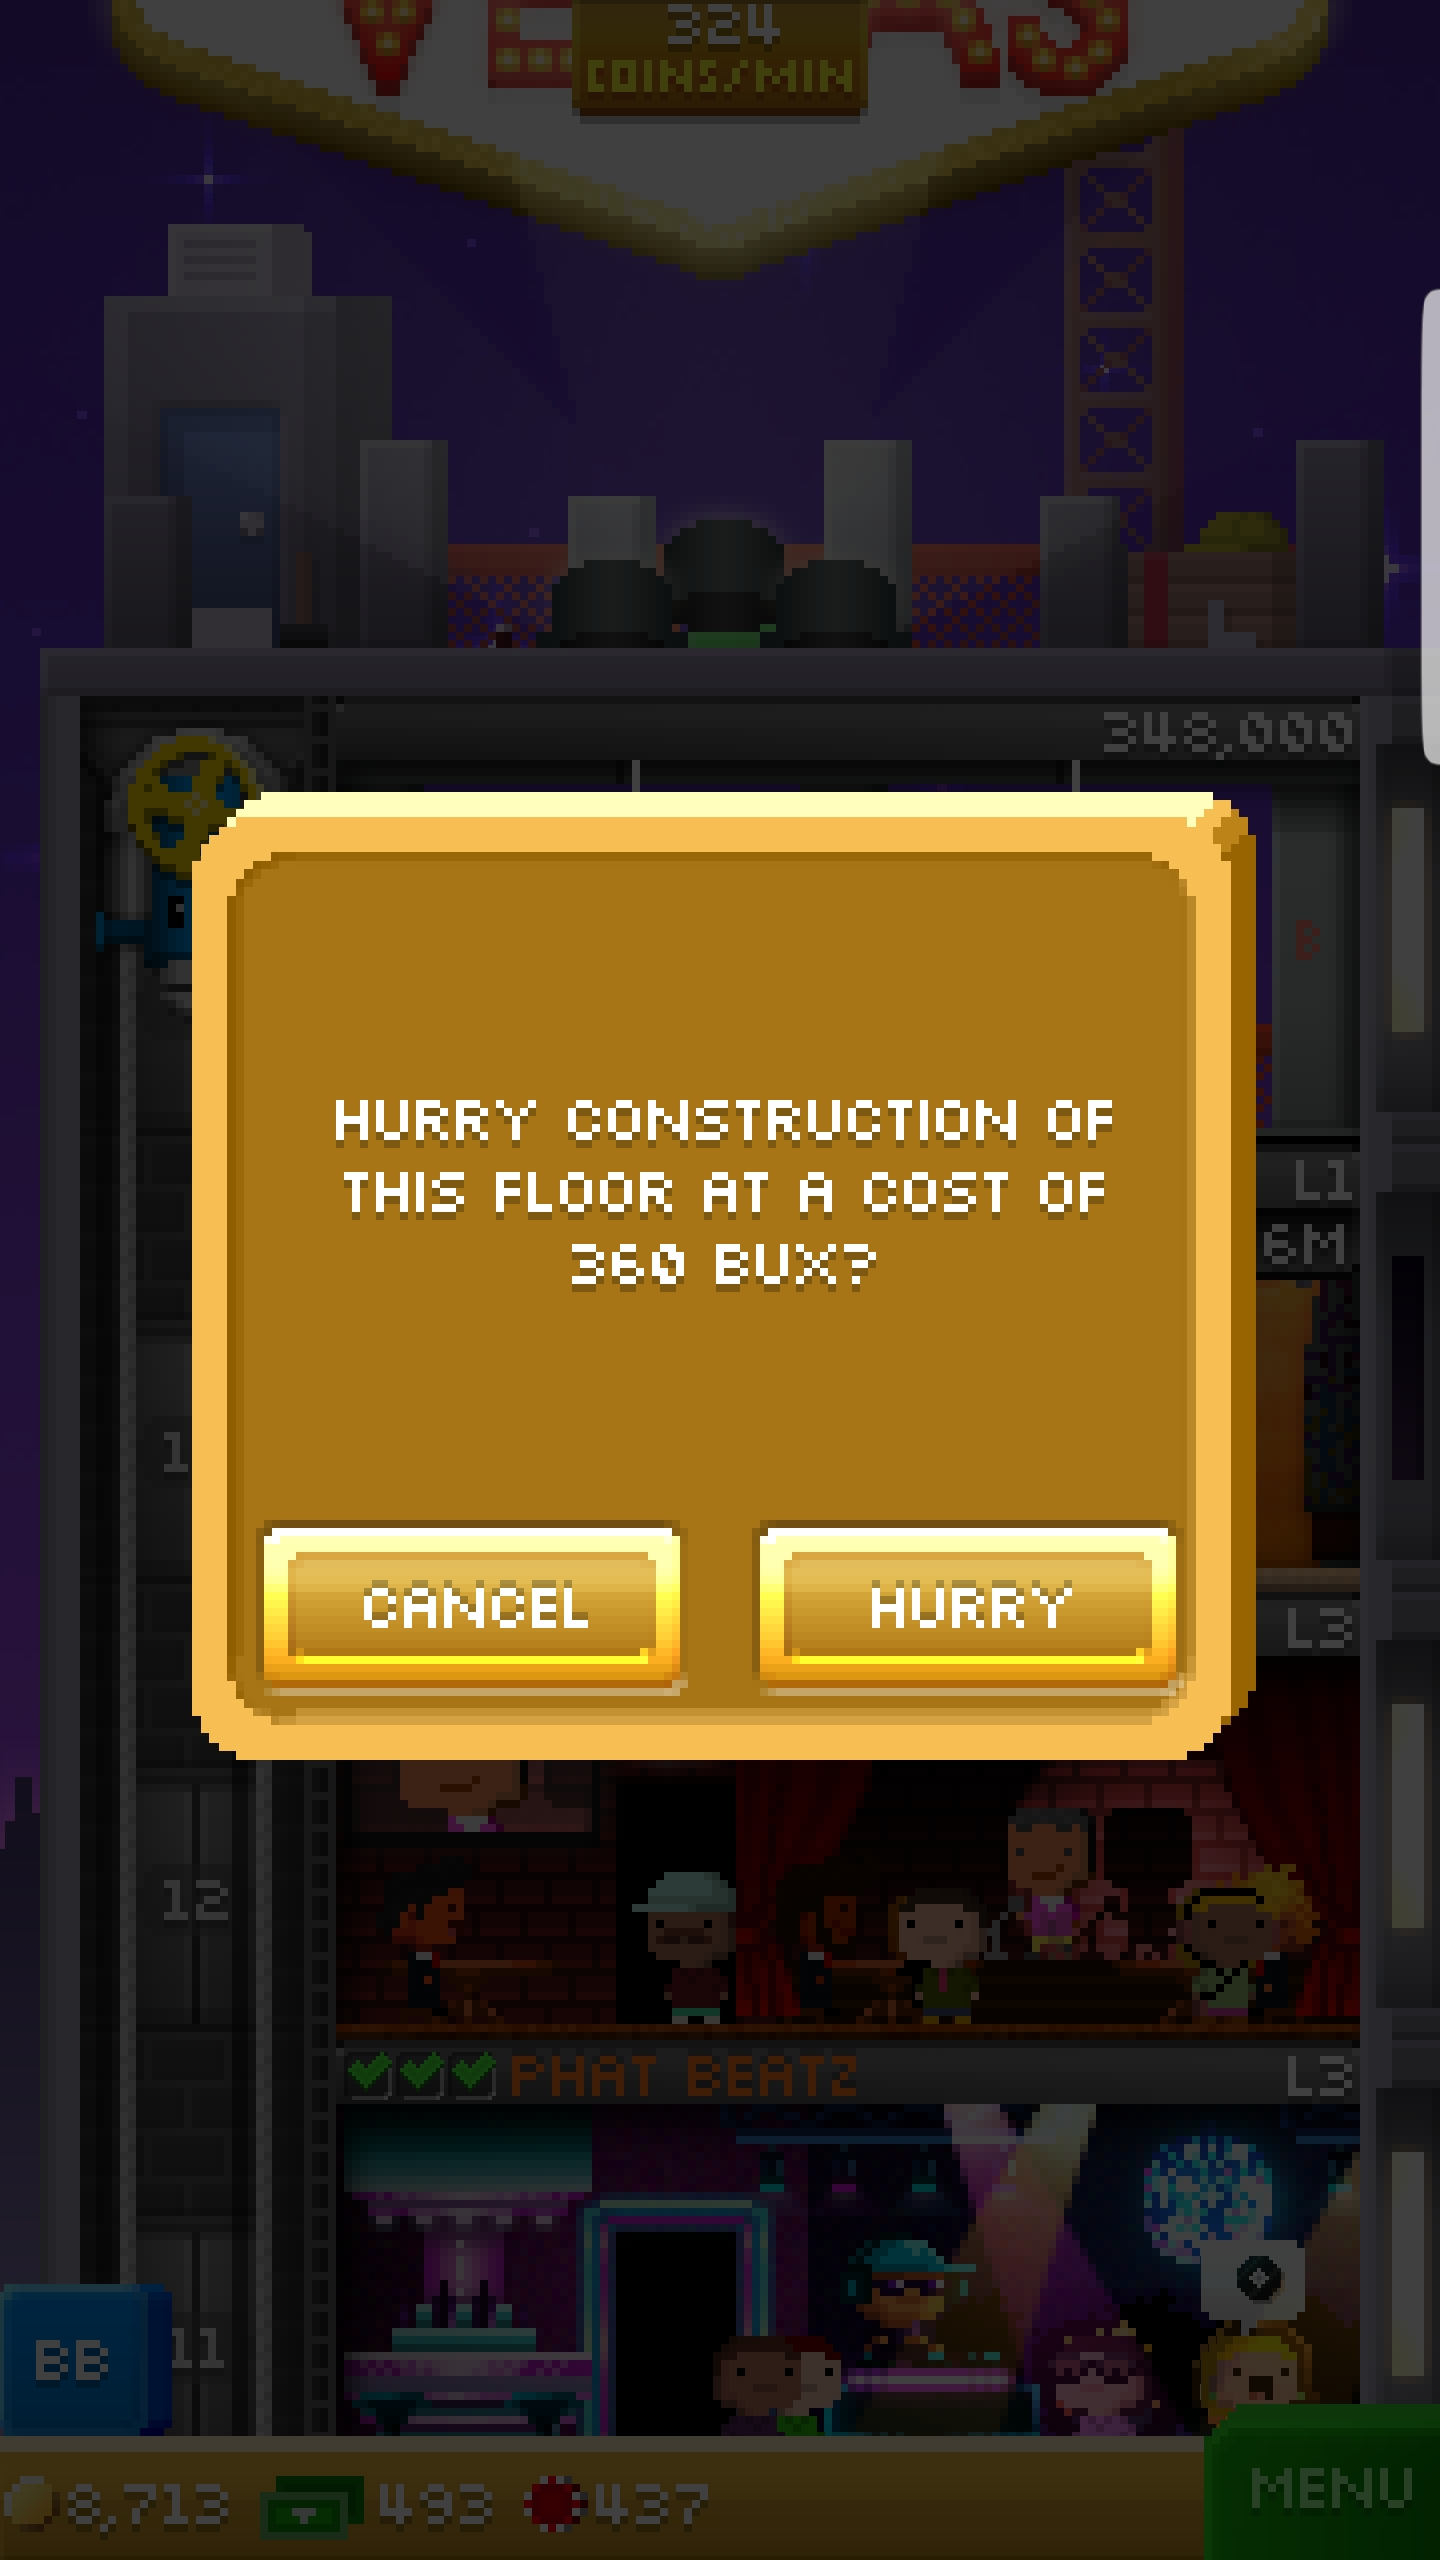 324
COINS/MIN
348,000
B
L1
6M
HURRY CONSTRUCTION OF
THIS FLOOR AT A COST OF
360 BUX?
CANCEL
HURRY
L3
12
PHAT BEATZ
L3
11
BB
8,713
493
437
MENU